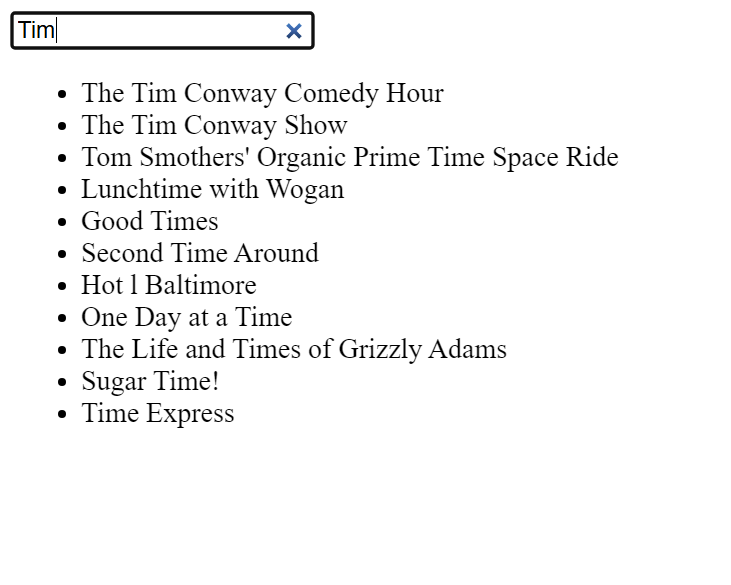 Tim
The Tim Conway Comedy Hour
The Tim Conway Show
Tom Smothers' Organic Prime Time Space Ride
Lunchtime with Wogan
Good Times
Second Time Around
Hot l Baltimore
One Day at a Time
The Life and Times of Grizzly Adams
Sugar Time!
Time Express